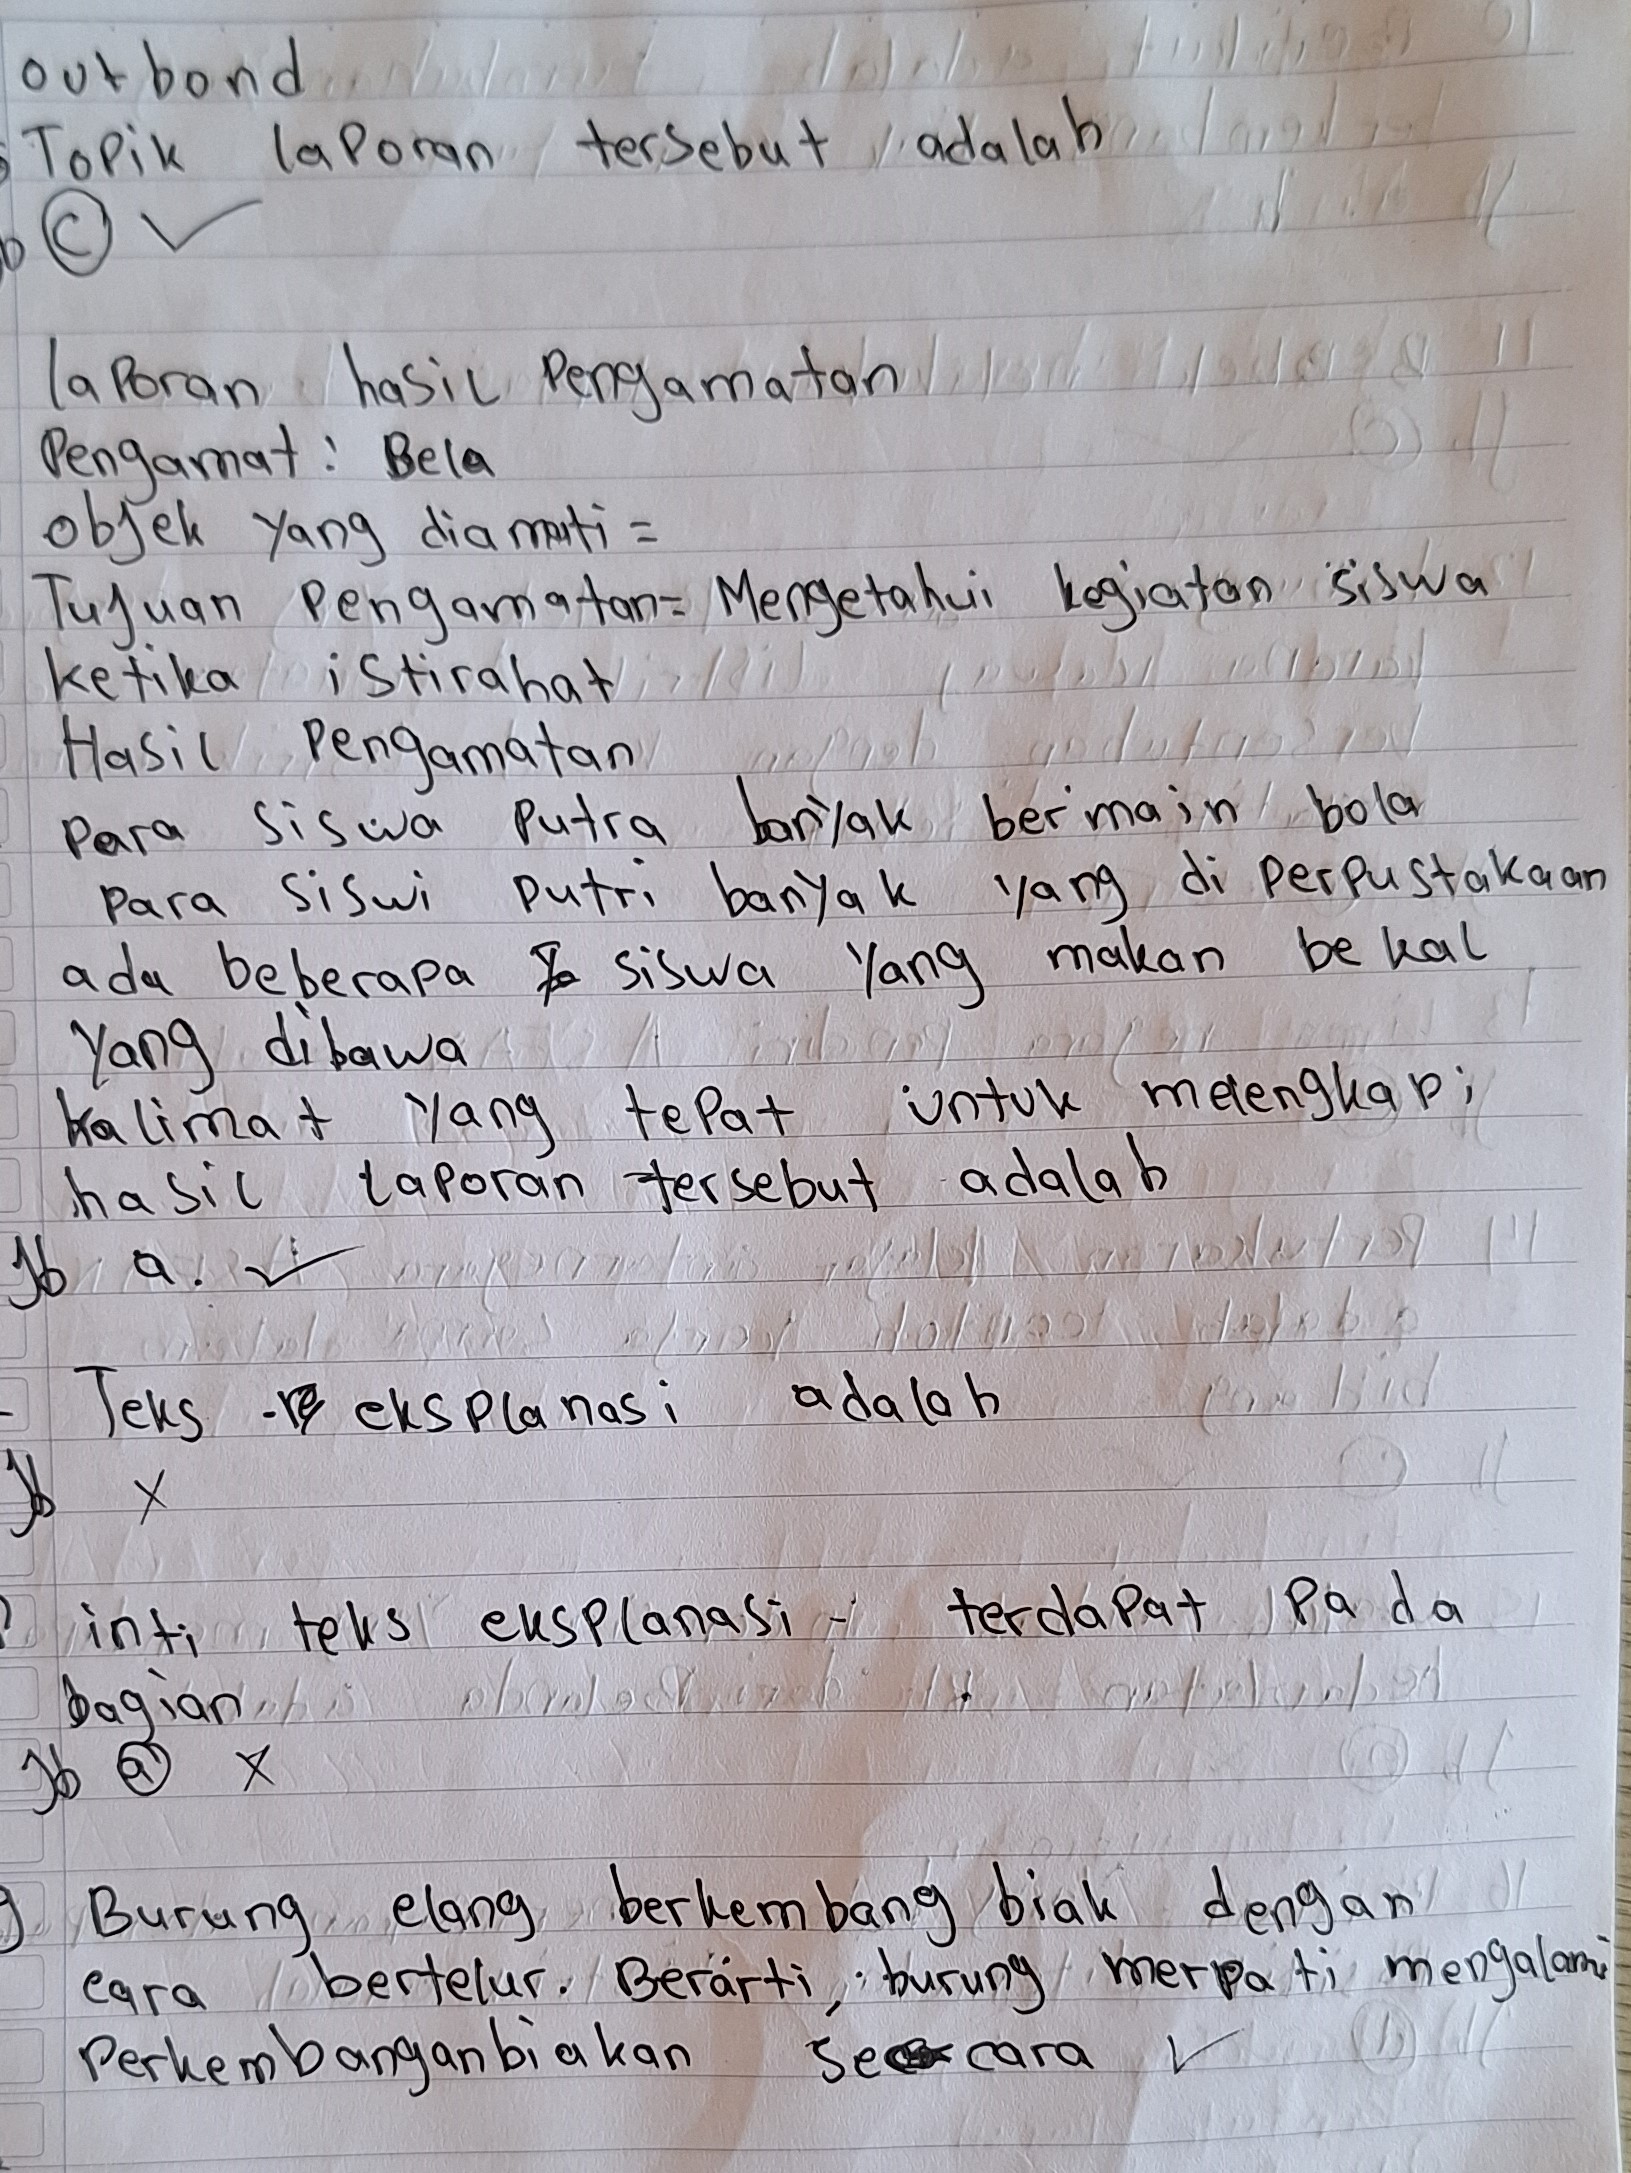 outbond
Topik laporan tersebut adalah
C ✓
laporan hasil Pengamatan
Pengamat: Bela
objek yang diamati =
Tujuan Pengamatan = Mengetahui kegiatan siswa
ketika istirahat
Hasil Pengamatan
Para siswa Putra banyak bermain bola
Para siswi putri banyak yang di perpustakaan
ada beberapa siswa yang makan bekal
yang dibawa
kalimat yang tepat untuk melengkapi
hasil laporan tersebut adalah
Jb a. ✓
Teks eksplanasi adalah
Jb X
inti teks eksplanasi - terdapat Pada
bagian
Jb a X
Burung elang berkembang biak dengan
cara bertelur. Berarti, burung merpati mengalami
Perkembanganbiakan secara ✓